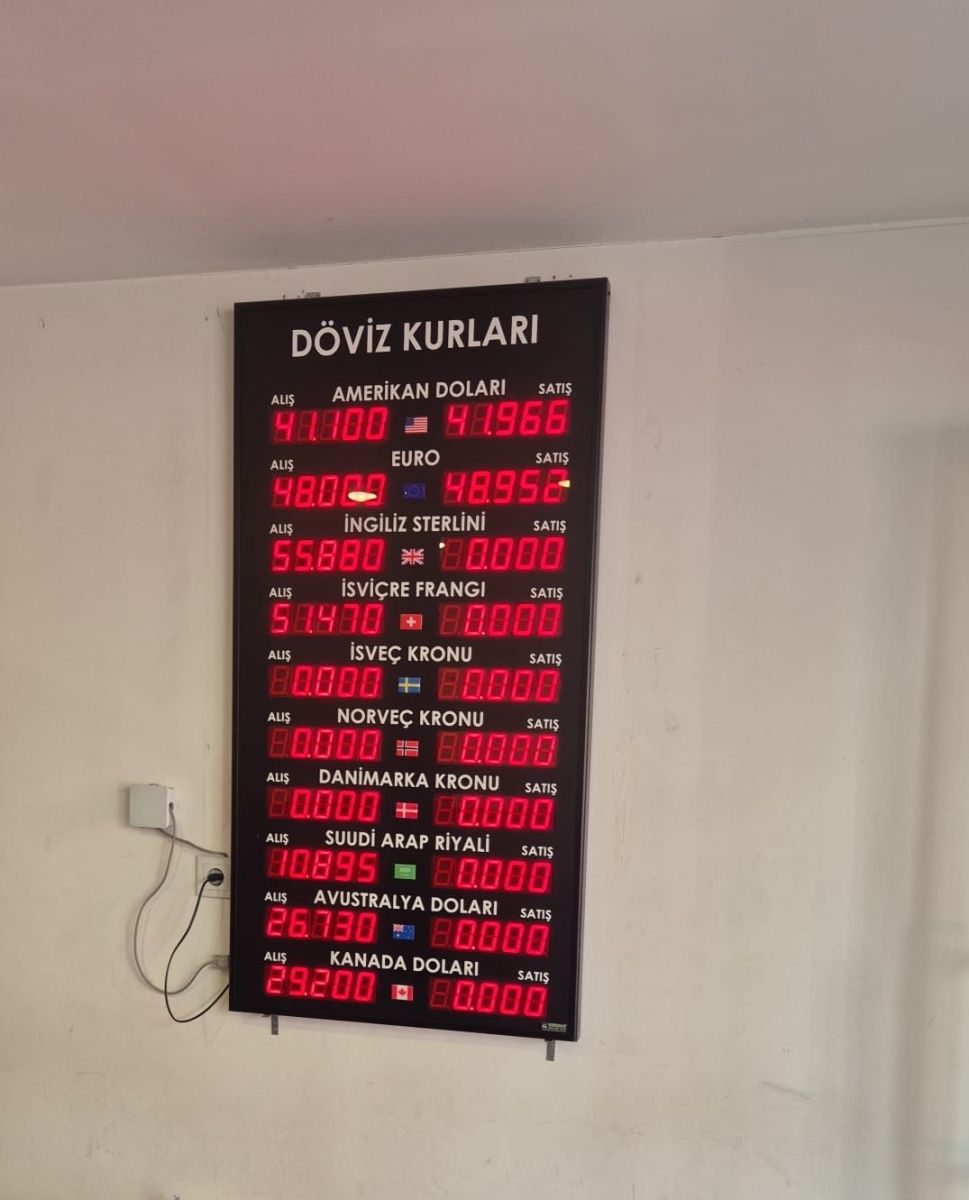 DÖVİZ KURLARI
ALIŞ AMERİKAN DOLARI SATIŞ
41.100 41.966
ALIŞ EURO SATIŞ
48.000 48.952
ALIŞ İNGİLİZ STERLİNİ SATIŞ
55.880 0.000
ALIŞ İSVİÇRE FRANGI SATIŞ
51.470 0.000
ALIŞ İSVEÇ KRONU SATIŞ
0.000 0.000
ALIŞ NORVEÇ KRONU SATIŞ
0.000 0.000
ALIŞ DANİMARKA KRONU SATIŞ
0.000 0.000
ALIŞ SUUDİ ARAP RİYALİ SATIŞ
10.895 0.000
ALIŞ AVUSTRALYA DOLARI SATIŞ
26.730 0.000
ALIŞ KANADA DOLARI SATIŞ
29.200 0.000